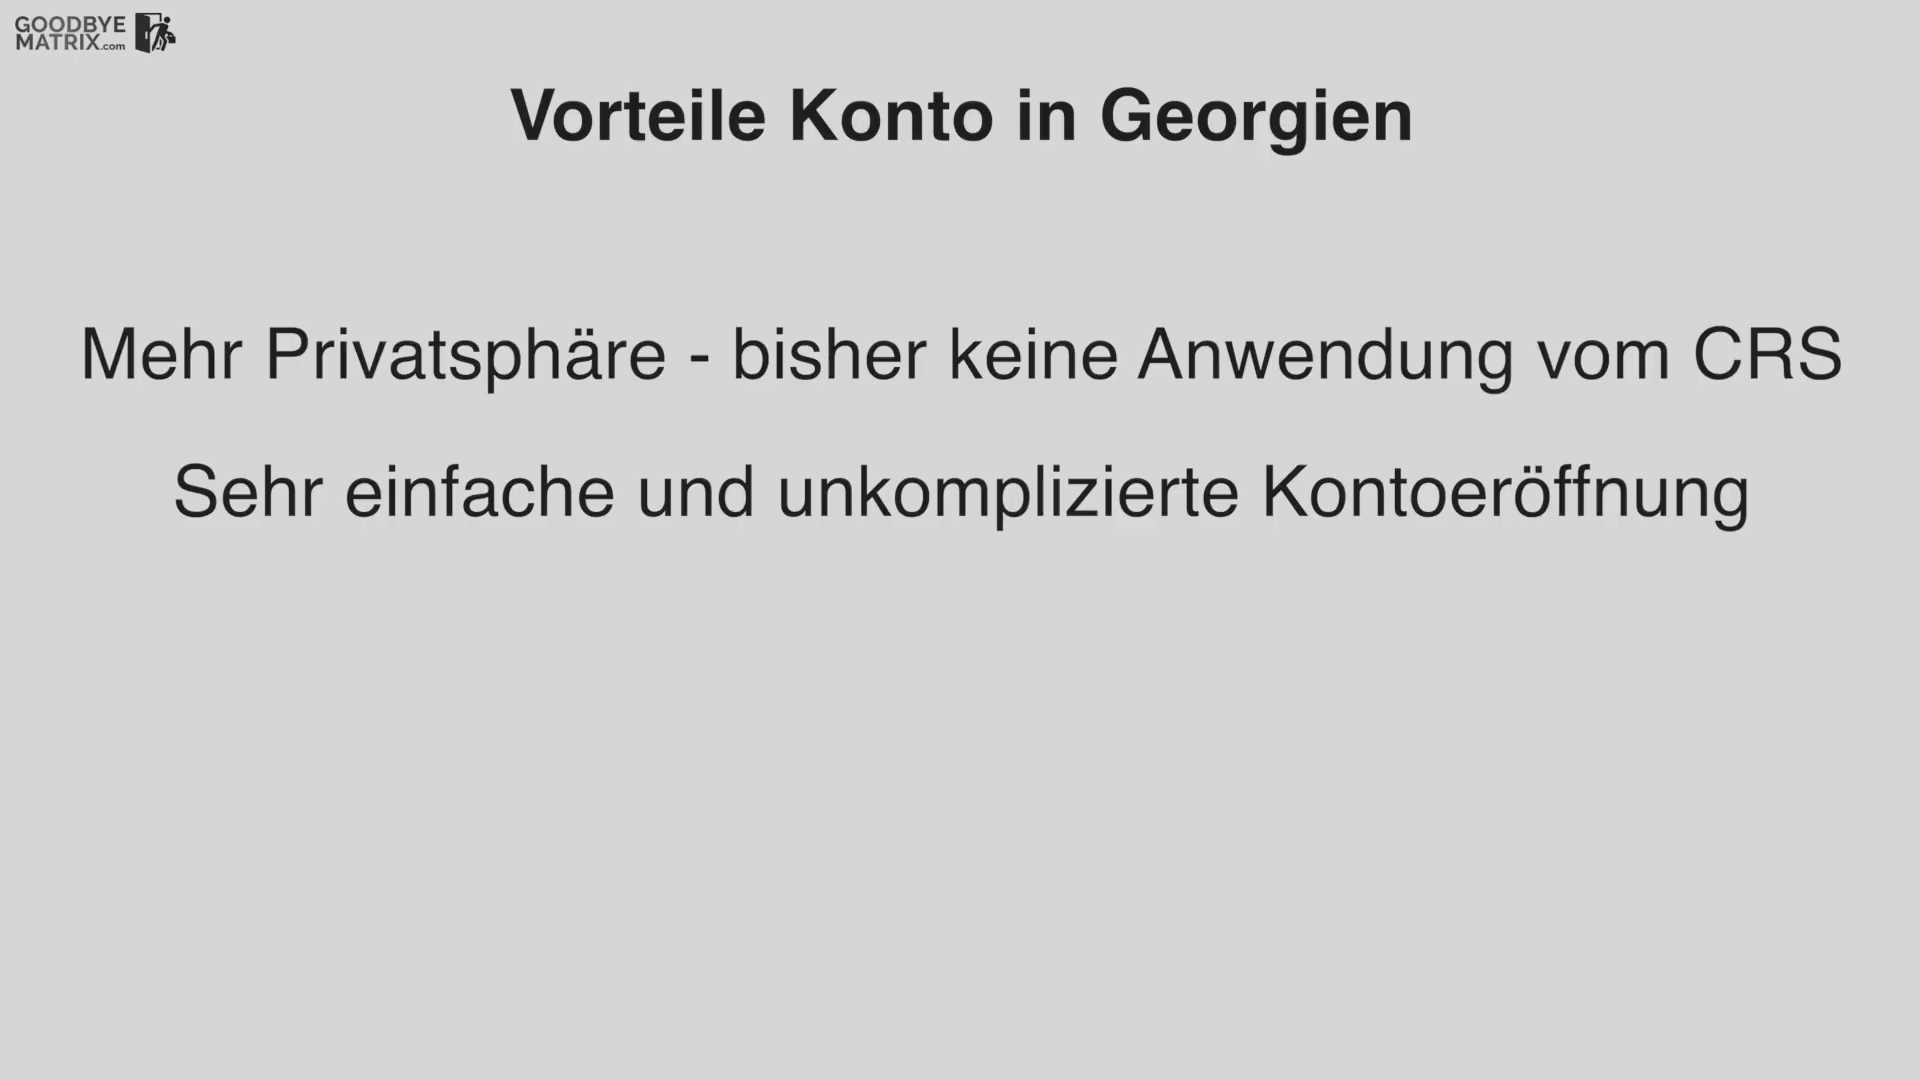 GOODBYE
MATRIX.com
Vorteile Konto in Georgien
Mehr Privatsphäre - bisher keine Anwendung vom CRS
Sehr einfache und unkomplizierte Kontoeröffnung